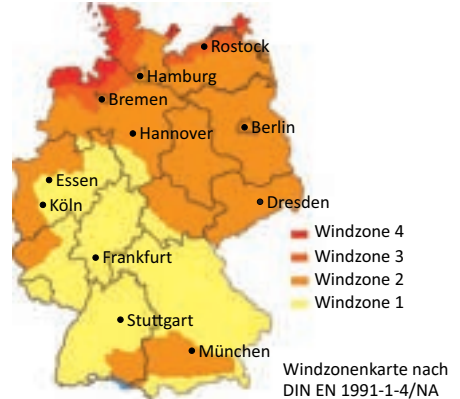 Rostock
Hamburg
Bremen
Hannover
Berlin
Essen
Köln
Dresden
Windzone 4
Windzone 3
Frankfurt
Windzone 2
Windzone 1
Stuttgart
München
Windzonenkarte nach
DIN EN 1991-1-4/NA